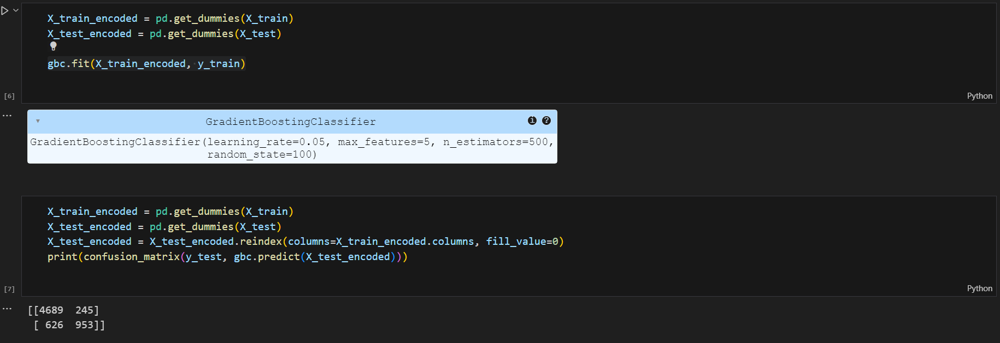 X_train_encoded = pd.get_dummies(X_train)
X_test_encoded = pd.get_dummies(X_test)
gbc.fit(X_train_encoded, y_train)
[6]
Python
GradientBoostingClassifier
GradientBoostingClassifier(learning_rate=0.05, max_features=5, n_estimators=500,
random_state=100)
X_train_encoded = pd.get_dummies(X_train)
X_test_encoded = pd.get_dummies(X_test)
X_test_encoded = X_test_encoded.reindex(columns=X_train_encoded.columns, fill_value=0)
print(confusion_matrix(y_test, gbc.predict(X_test_encoded)))
[7]
Python
[[4689  245]
[ 626  953]]